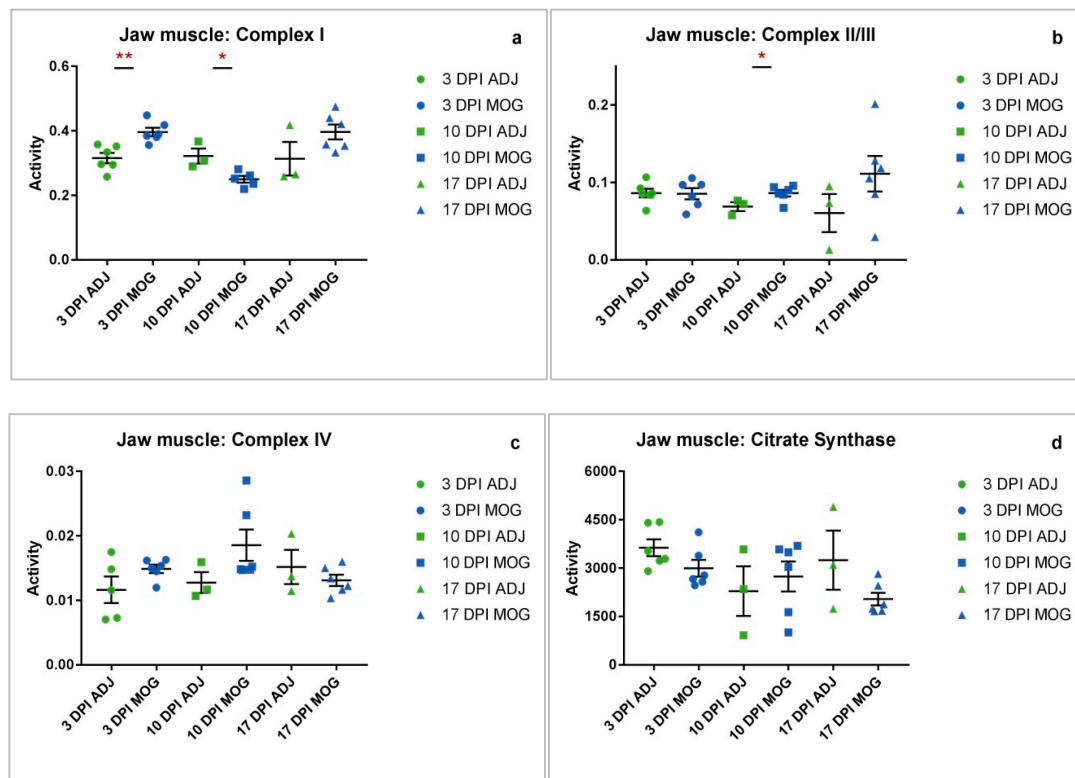 Jaw muscle: Complex I
a
**
*
0.6
0.4
0.2
0.0
Activity
3 DPI ADJ
3 DPI MOG
10 DPI ADJ
10 DPI MOG
17 DPI ADJ
17 DPI MOG
3 DPI ADJ
3 DPI MOG
10 DPI ADJ
10 DPI MOG
17 DPI ADJ
17 DPI MOG
Jaw muscle: Complex II/III
b
*
0.2
0.1
0.0
Activity
3 DPI ADJ
3 DPI MOG
10 DPI ADJ
10 DPI MOG
17 DPI ADJ
17 DPI MOG
3 DPI ADJ
3 DPI MOG
10 DPI ADJ
10 DPI MOG
17 DPI ADJ
17 DPI MOG
Jaw muscle: Complex IV
c
0.03
0.02
0.01
0.00
Activity
3 DPI ADJ
3 DPI MOG
10 DPI ADJ
10 DPI MOG
17 DPI ADJ
17 DPI MOG
3 DPI ADJ
3 DPI MOG
10 DPI ADJ
10 DPI MOG
17 DPI ADJ
17 DPI MOG
Jaw muscle: Citrate Synthase
d
6000
4500
3000
1500
0
Activity
3 DPI ADJ
3 DPI MOG
10 DPI ADJ
10 DPI MOG
17 DPI ADJ
17 DPI MOG
3 DPI ADJ
3 DPI MOG
10 DPI ADJ
10 DPI MOG
17 DPI ADJ
17 DPI MOG